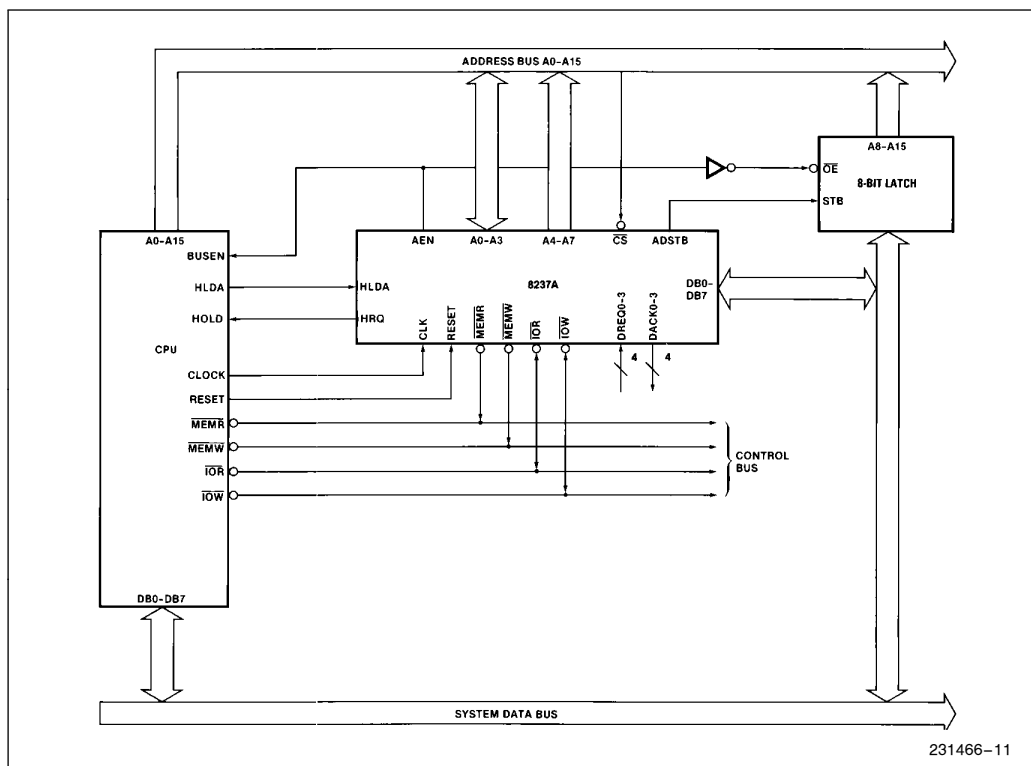 ADDRESS BUS A0–A15
A8–A15
OE
8-BIT LATCH
STB
A0–A15
BUSEN
AEN
A0–A3
A4–A7
CS
ADSTB
HLDA
HLDA
8237A
DB0–
DB7
HOLD
HRQ
CLK
RESET
MEMR
MEMW
IOR
IOW
DREQ0-3
DACK0-3
4
4
CPU
CLOCK
RESET
MEMR
MEMW
IOR
IOW
CONTROL
BUS
DB0–DB7
SYSTEM DATA BUS
231466–11